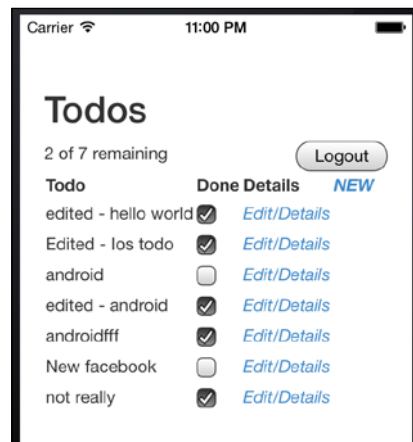 Carrier 11:00 PM
Todos
2 of 7 remaining Logout
Todo Done Details NEW
edited - hello world Edit/Details
Edited - Ios todo Edit/Details
android Edit/Details
edited - android Edit/Details
androidfff Edit/Details
New facebook Edit/Details
not really Edit/Details